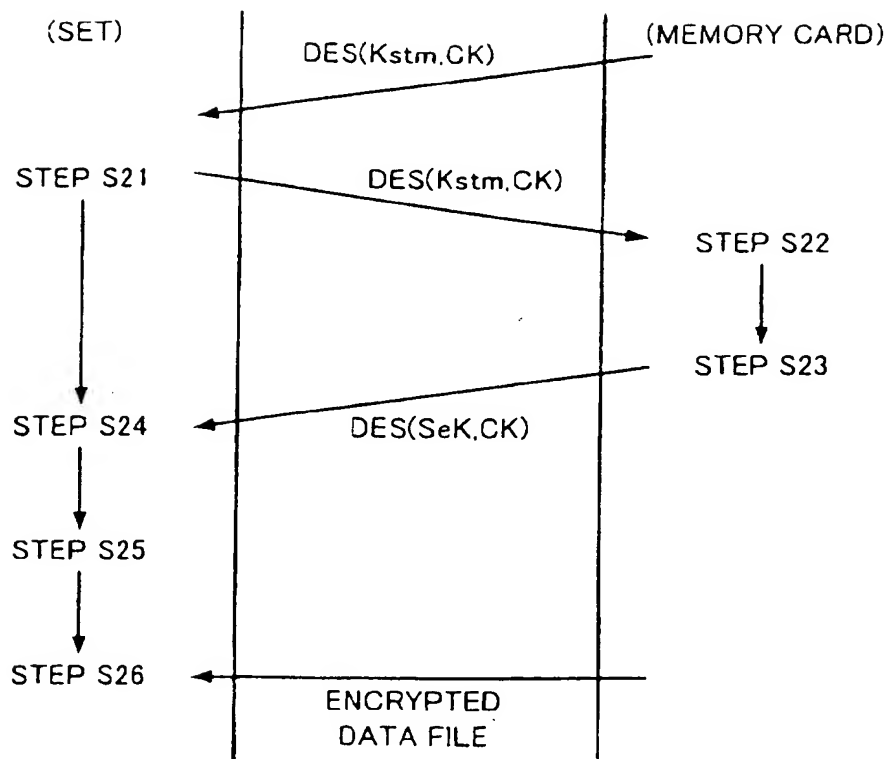 (SET)
(MEMORY CARD)
DES(Kstm,CK)
STEP S21
DES(Kstm,CK)
STEP S22
STEP S23
STEP S24
DES(SeK,CK)
STEP S25
STEP S26
ENCRYPTED
DATA FILE